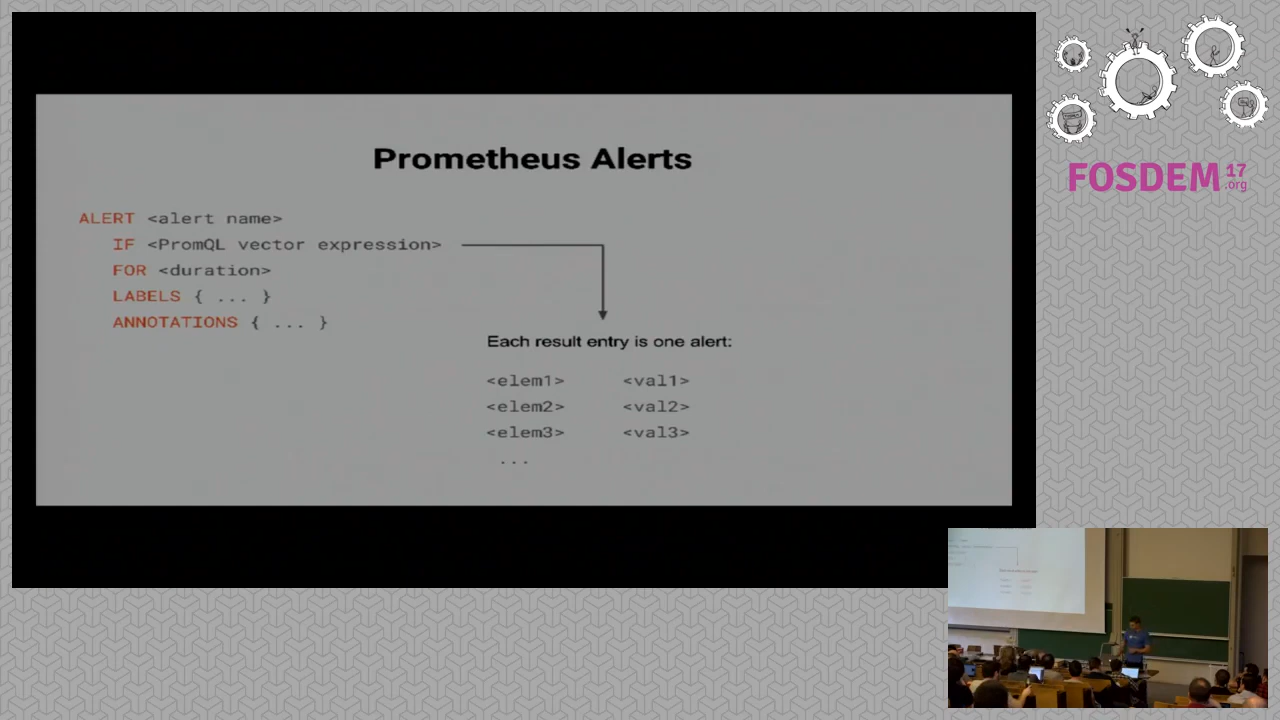 Prometheus Alerts
ALERT <alert name>
IF <PromQL vector expression>
FOR <duration>
LABELS { ... }
ANNOTATIONS { ... }
Each result entry is one alert:
<elem1> <val1>
<elem2> <val2>
<elem3> <val3>
...
FOSDEM 17
.org